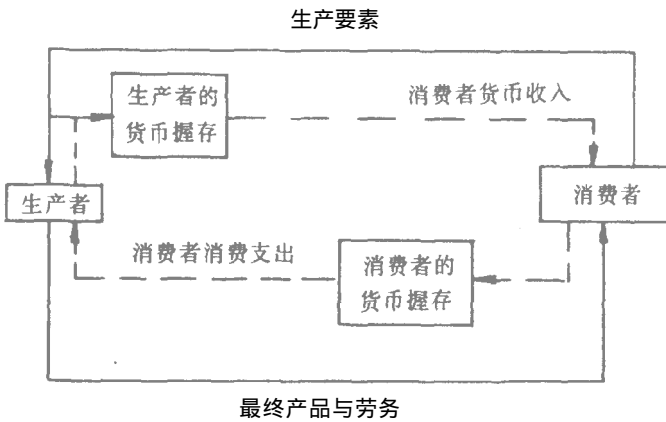 生产要素
生产者的
货币握存
消费者货币收入
生产者
消费者
消费者消费支出
消费者的
货币握存
最终产品与劳务